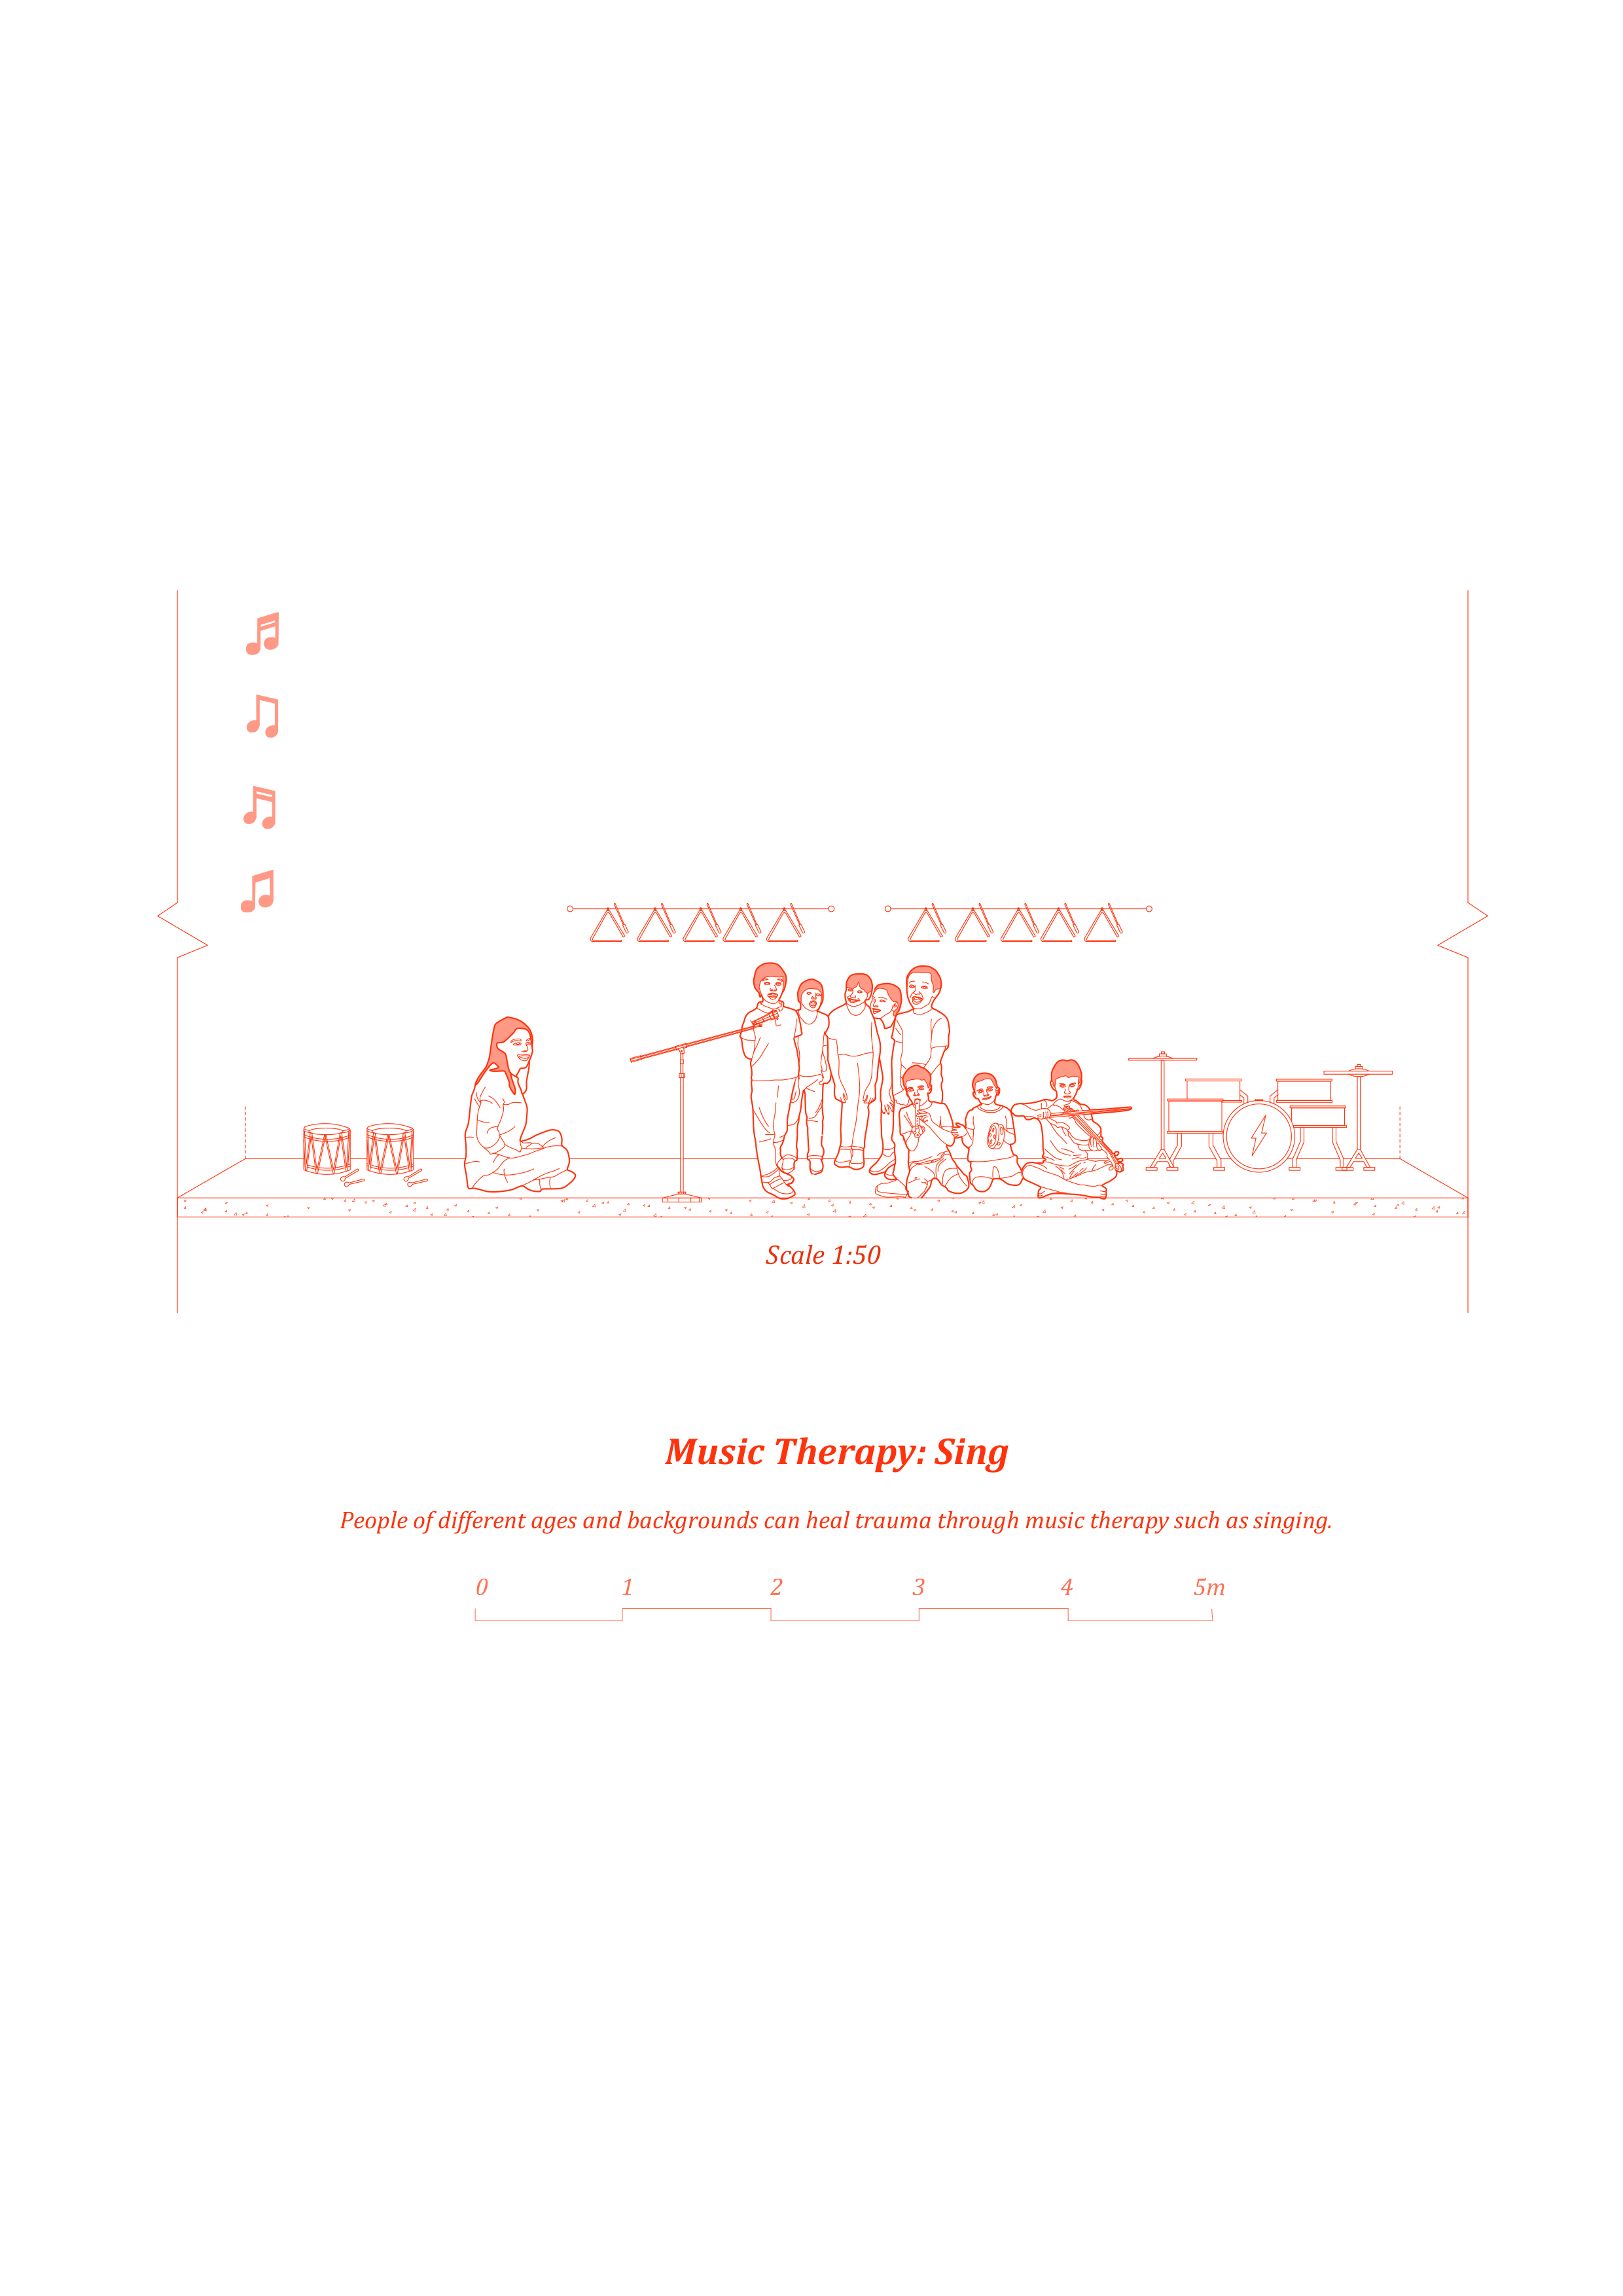 Scale 1:50
Music Therapy: Sing
People of different ages and backgrounds can heal trauma through music therapy such as singing.
0 1 2 3 4 5m